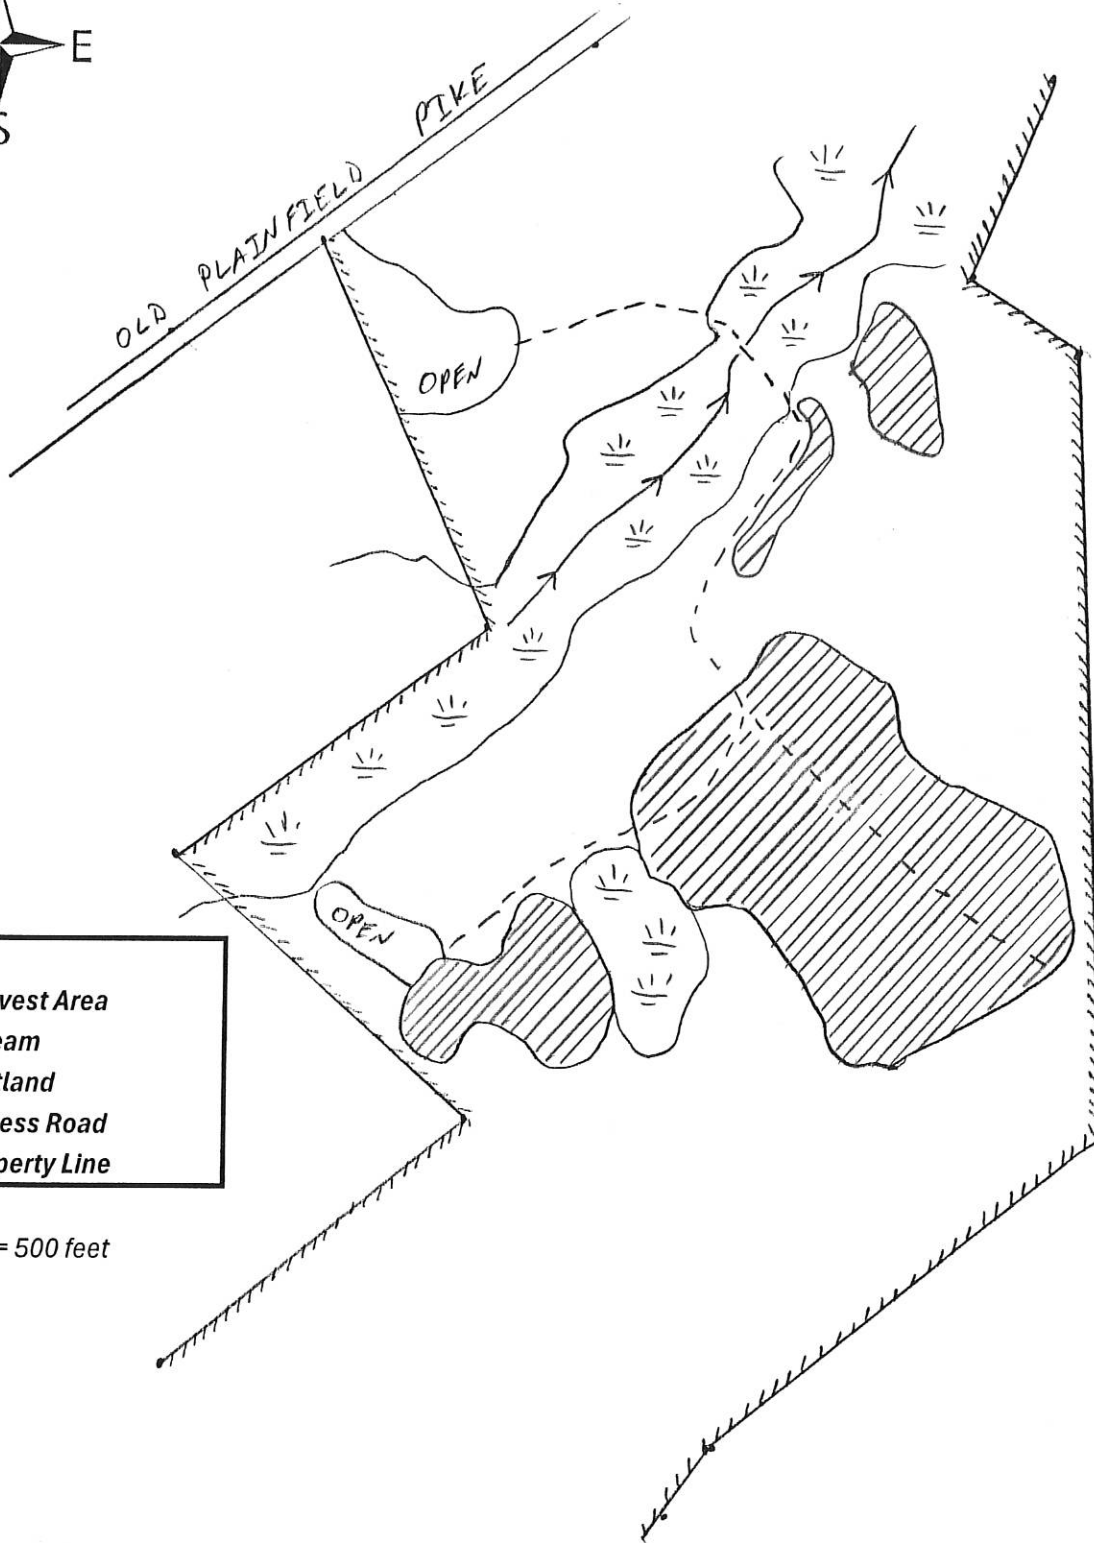 E
S
OLD PLAINFIELD PIKE
OPEN
OPEN
vest Area
eam
tland
ess Road
perty Line
= 500 feet